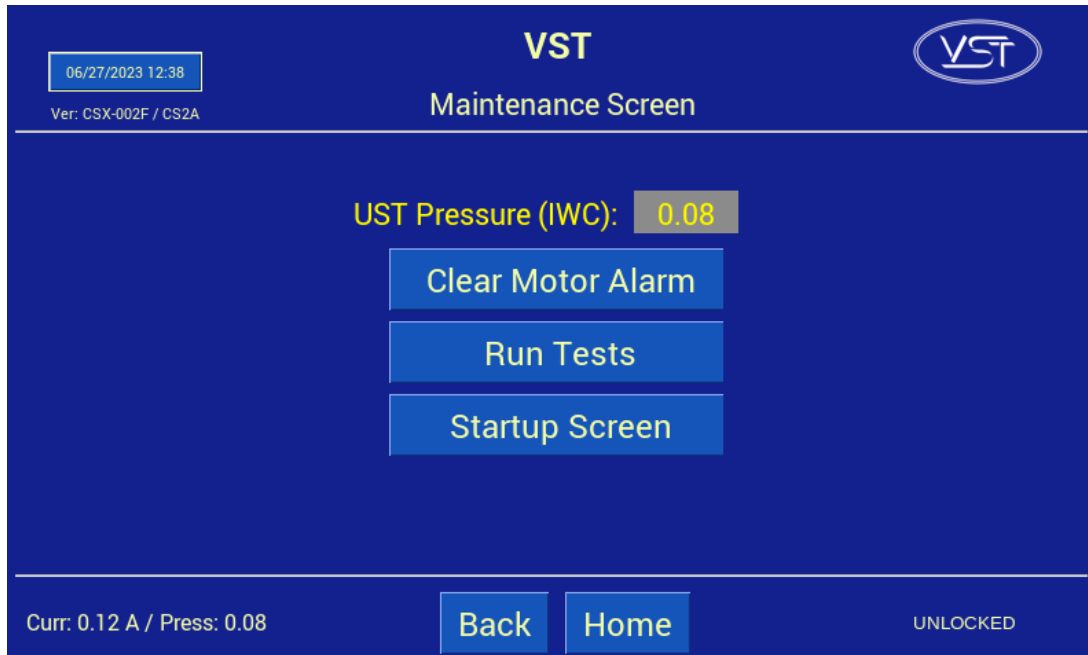 VST
06/27/2023 12:38
VST
Ver: CSX-002F / CS2A
Maintenance Screen
UST Pressure (IWC): 0.08
Clear Motor Alarm
Run Tests
Startup Screen
Curr: 0.12 A / Press: 0.08
Back
Home
UNLOCKED